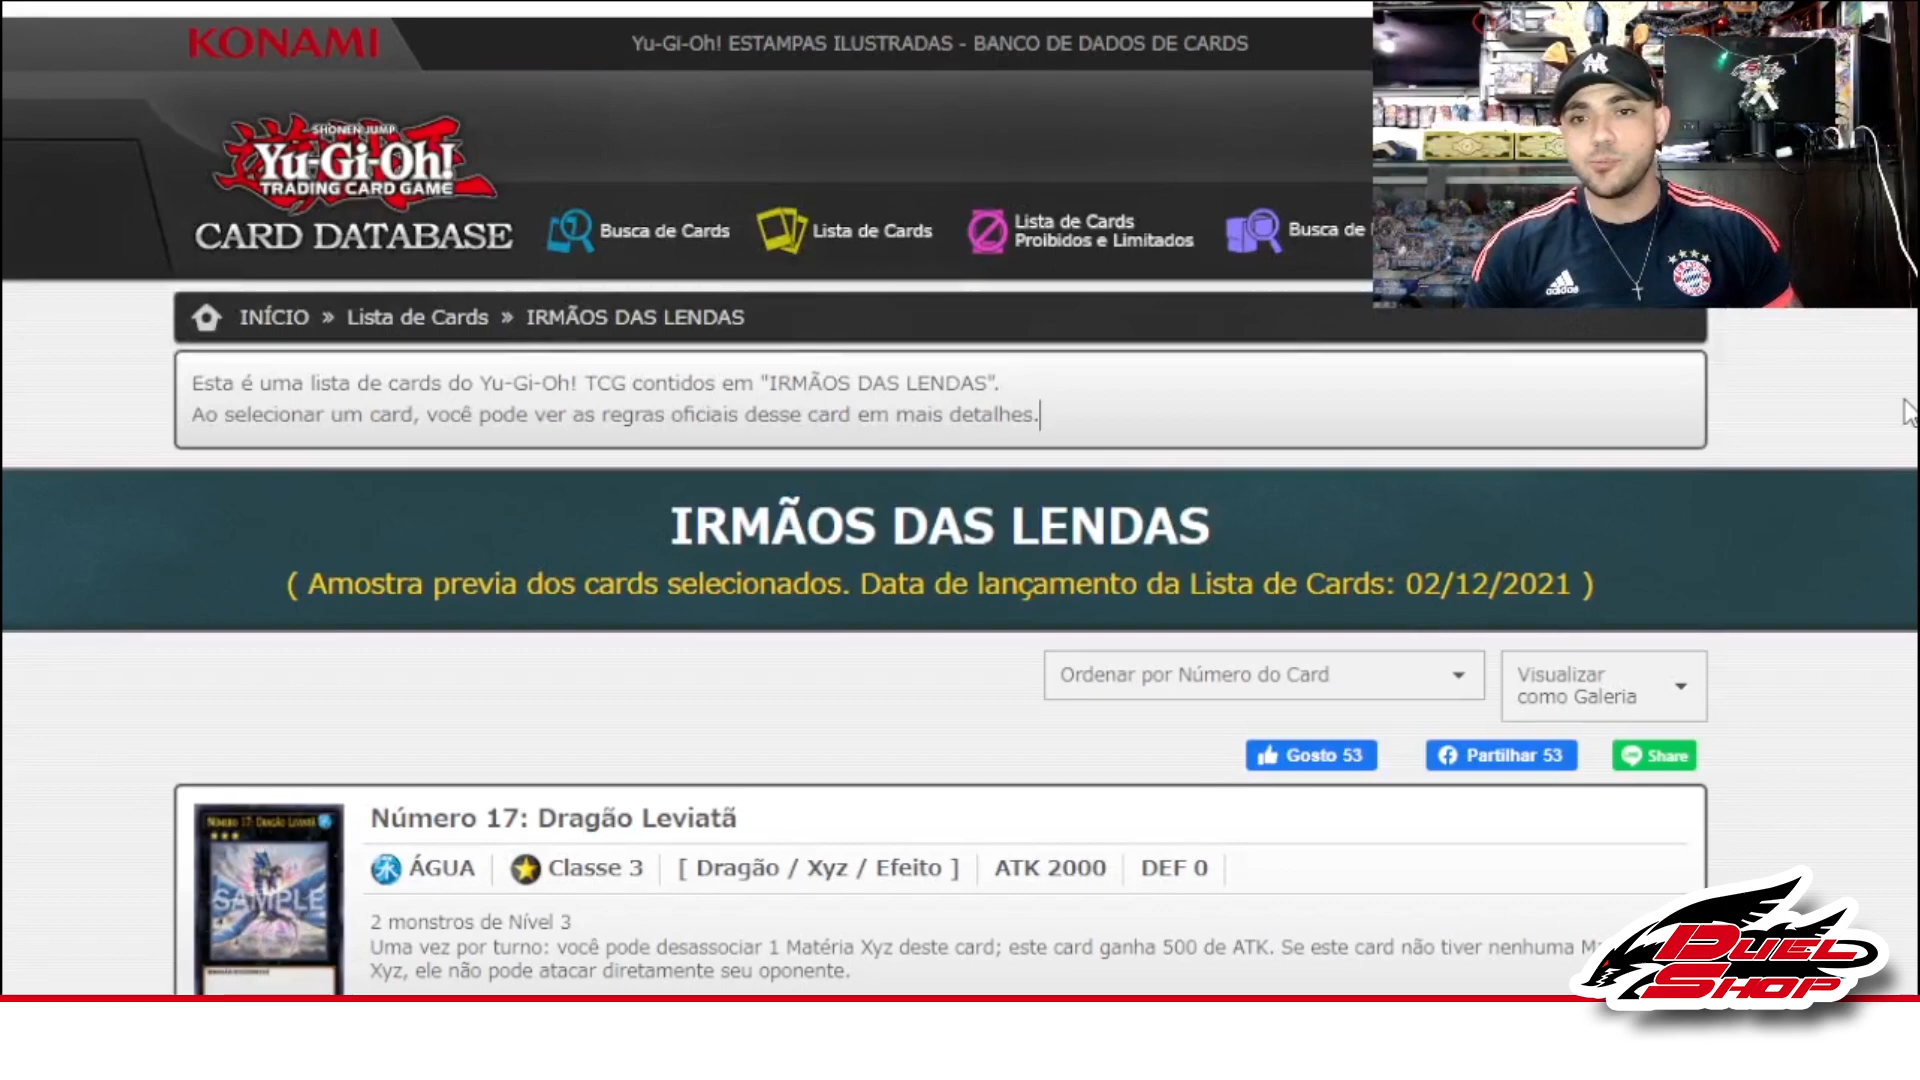 KONAMI
Yu-Gi-Oh! ESTAMPAS ILUSTRADAS - BANCO DE DADOS DE CARDS
SHONEN JUMP
Yu-Gi-Oh!
TRADING CARD GAME
CARD DATABASE
Busca de Cards
Lista de Cards
Lista de Cards
Proibidos e Limitados
Busca de
adidas
INÍCIO » Lista de Cards » IRMÃOS DAS LENDAS
Esta é uma lista de cards do Yu-Gi-Oh! TCG contidos em "IRMÃOS DAS LENDAS".
Ao selecionar um card, você pode ver as regras oficiais desse card em mais detalhes.
IRMÃOS DAS LENDAS
( Amostra previa dos cards selecionados. Data de lançamento da Lista de Cards: 02/12/2021 )
Ordenar por Número do Card
Visualizar
como Galeria
Gosto 53
Partilhar 53
Share
Número 17: Dragão Leviatã
SAMPLE
Número 17: Dragão Leviatã
ÁGUA
Classe 3
[ Dragão / Xyz / Efeito ]
ATK 2000
DEF 0
2 monstros de Nível 3
Uma vez por turno: você pode desassociar 1 Matéria Xyz deste card; este card ganha 500 de ATK. Se este card não tiver nenhuma
Xyz, ele não pode atacar diretamente seu oponente.
DUEL
SHOP